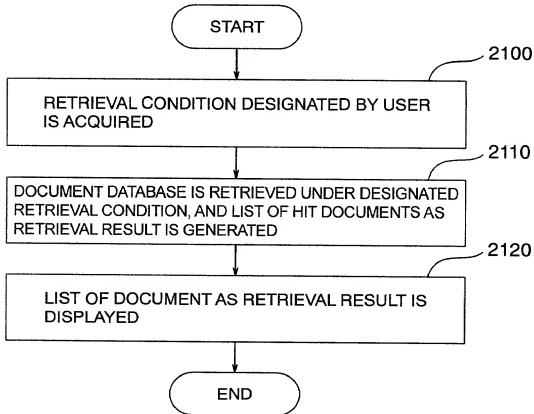 START
2100
RETRIEVAL CONDITION DESIGNATED BY USER
IS ACQUIRED
2110
DOCUMENT DATABASE IS RETRIEVED UNDER DESIGNATED
RETRIEVAL CONDITION, AND LIST OF HIT DOCUMENTS AS
RETRIEVAL RESULT IS GENERATED
2120
LIST OF DOCUMENT AS RETRIEVAL RESULT IS
DISPLAYED
END